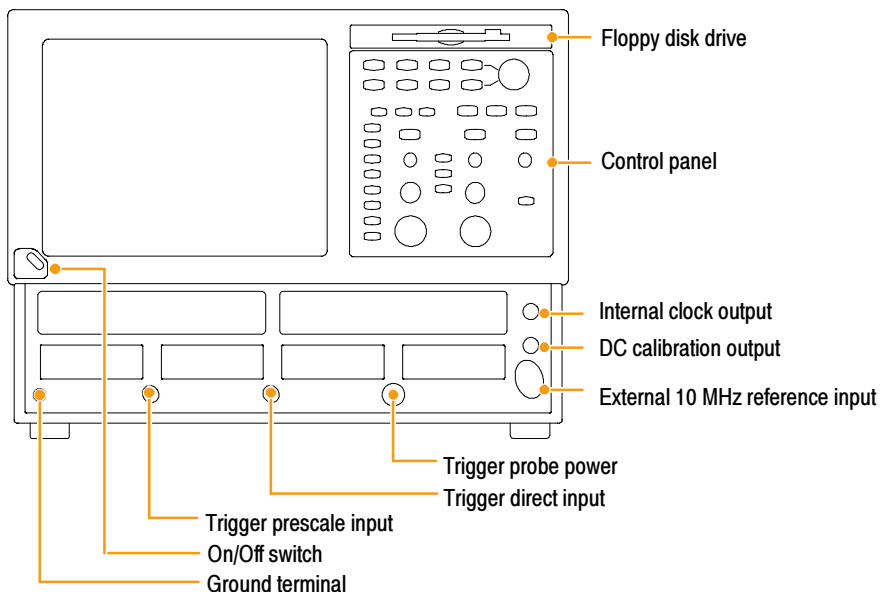 Floppy disk drive
Control panel
Internal clock output
DC calibration output
External 10 MHz reference input
Trigger probe power
Trigger direct input
Trigger prescale input
On/Off switch
Ground terminal